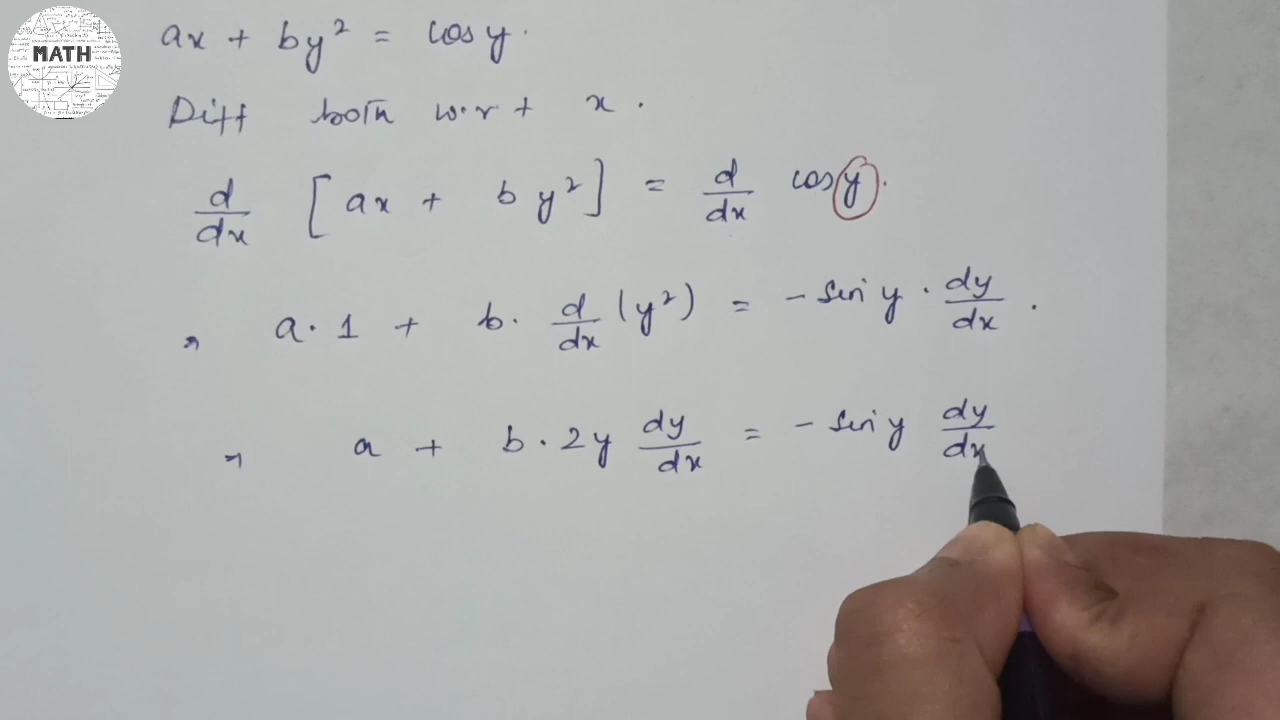 MATH
ax + by² = cos y.
Diff both w.r+ x.
d/dx [ax + by²] = d/dx cos y.
a.1 + b. d/dx (y²) = - sin y . dy/dx .
a + b.2y dy/dx = - sin y dy/dx